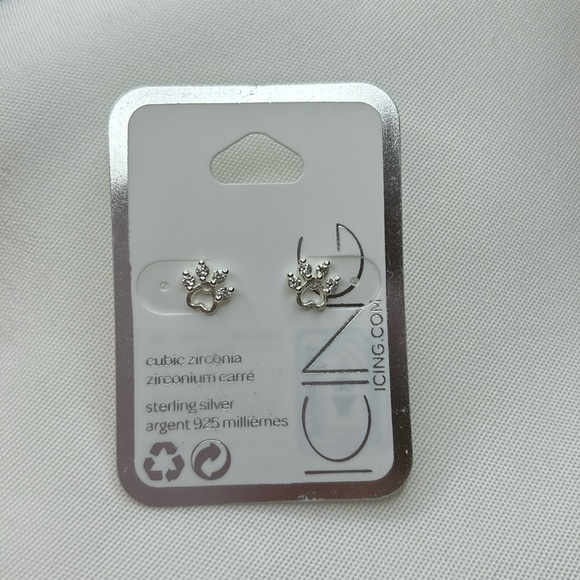 cubic zirconia
zirconium carré
sterling silver
argent 925 millièmes
ICING
ICING.COM